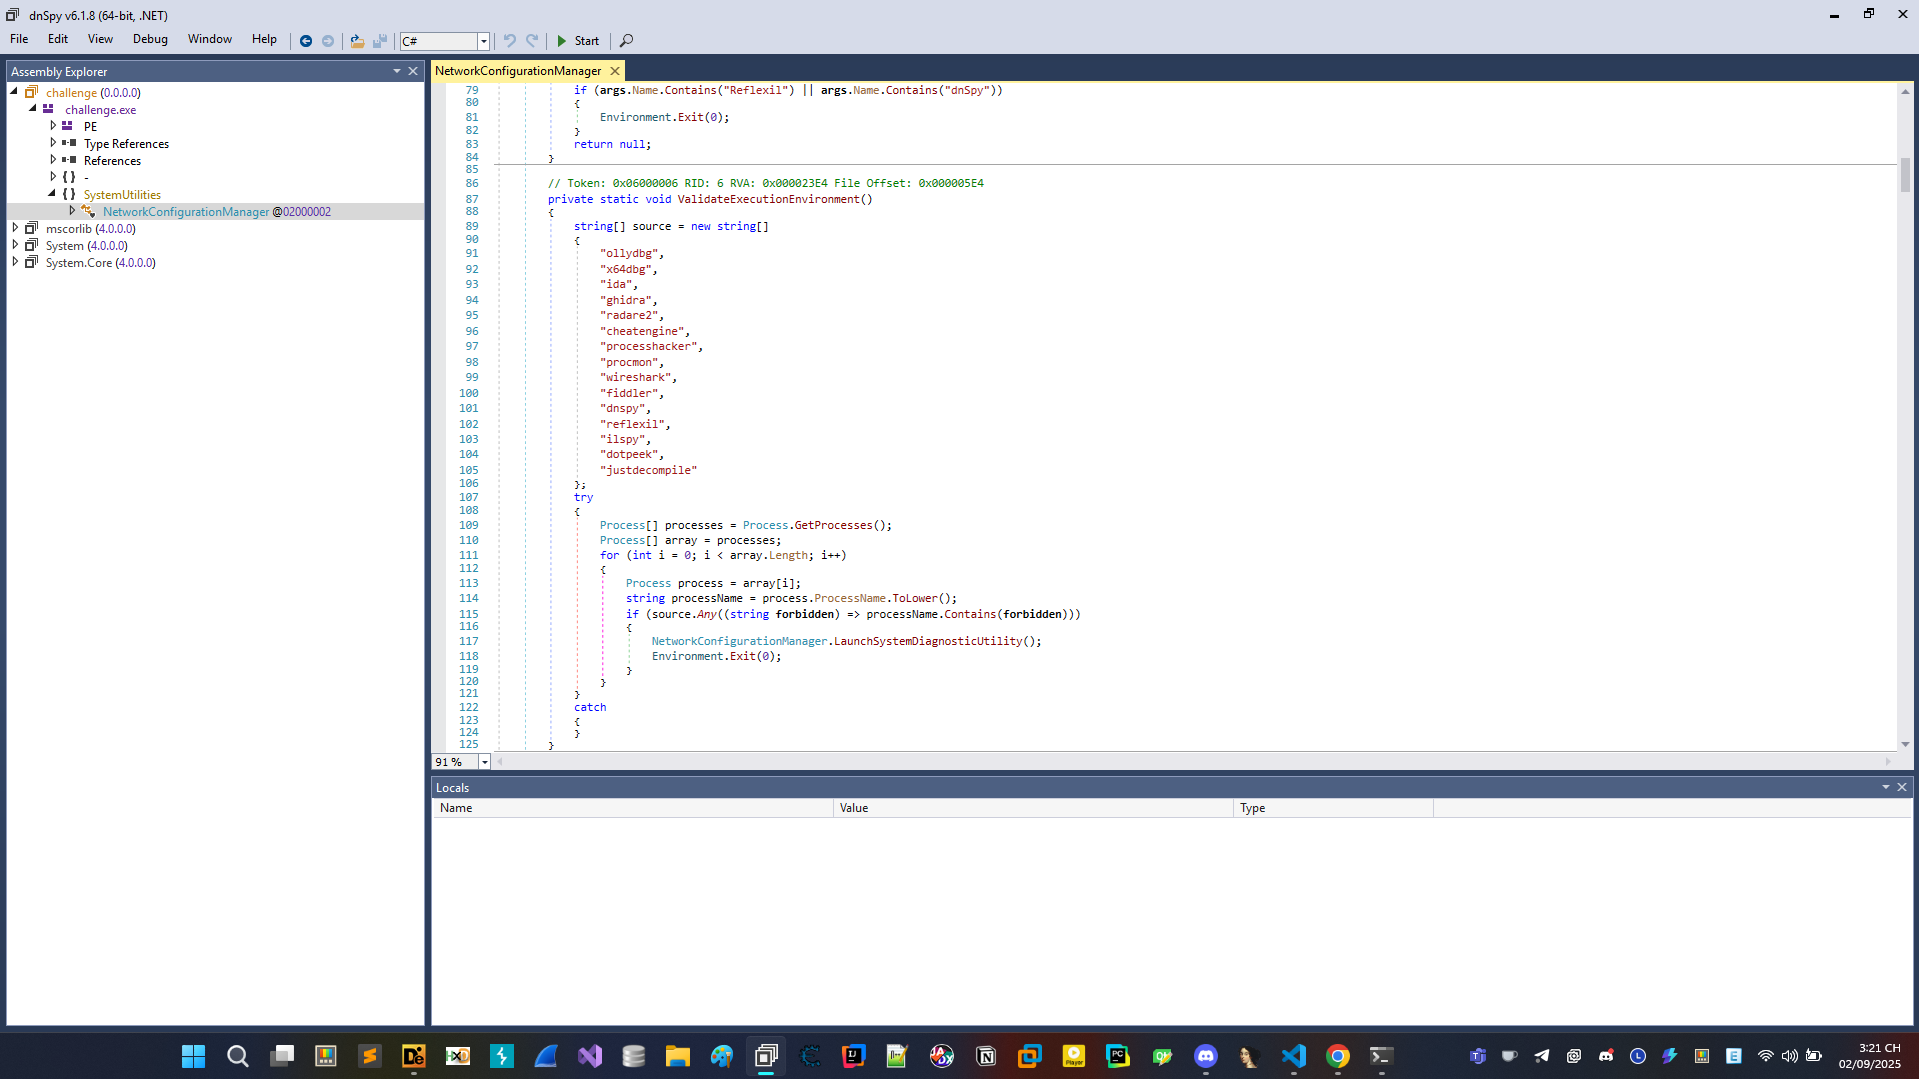 dnSpy v6.1.8 (64-bit, .NET)
File Edit View Debug Window Help C# Start
Assembly Explorer
challenge (0.0.0.0)
challenge.exe
PE
Type References
References
{ } -
{ } SystemUtilities
NetworkConfigurationManager @02000002
mscorlib (4.0.0.0)
System (4.0.0.0)
System.Core (4.0.0.0)
NetworkConfigurationManager
79 if (args.Name.Contains("Reflexil") || args.Name.Contains("dnSpy"))
80 {
81 Environment.Exit(0);
82 }
83 return null;
84 }
85
86 // Token: 0x06000006 RID: 6 RVA: 0x000023E4 File Offset: 0x000005E4
87 private static void ValidateExecutionEnvironment()
88 {
89 string[] source = new string[]
90 {
91 "ollydbg",
92 "x64dbg",
93 "ida",
94 "ghidra",
95 "radare2",
96 "cheatengine",
97 "processhacker",
98 "procmon",
99 "wireshark",
100 "fiddler",
101 "dnspy",
102 "reflexil",
103 "ilspy",
104 "dotpeek",
105 "justdecompile"
106 };
107 try
108 {
109 Process[] processes = Process.GetProcesses();
110 Process[] array = processes;
111 for (int i = 0; i < array.Length; i++)
112 {
113 Process process = array[i];
114 string processName = process.ProcessName.ToLower();
115 if (source.Any((string forbidden) => processName.Contains(forbidden)))
116 {
117 NetworkConfigurationManager.LaunchSystemDiagnosticUtility();
118 Environment.Exit(0);
119 }
120 }
121 }
122 catch
123 {
124 }
125 }
91 %
Locals
Name Value Type
3:21 CH
02/09/2025